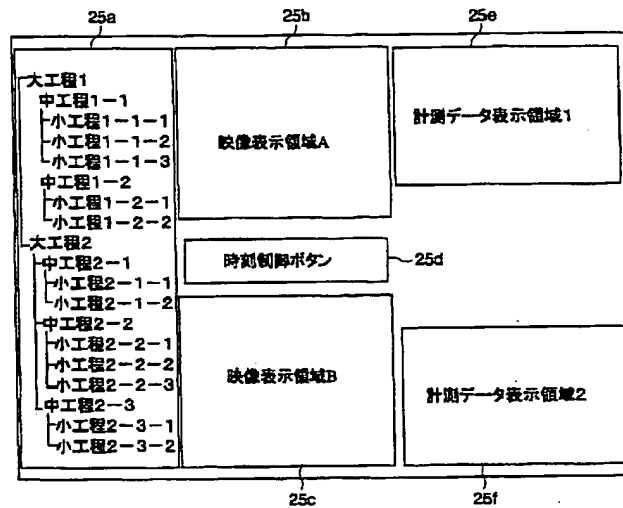 25a
25b
25e
大工程1
中工程1-1
小工程1-1-1
小工程1-1-2
小工程1-1-3
中工程1-2
小工程1-2-1
小工程1-2-2
大工程2
中工程2-1
小工程2-1-1
小工程2-1-2
中工程2-2
小工程2-2-1
小工程2-2-2
小工程2-2-3
中工程2-3
小工程2-3-1
小工程2-3-2
映像表示領域A
計測データ表示領域1
時刻制御ボタン
25d
映像表示領域B
計測データ表示領域2
25c
25f